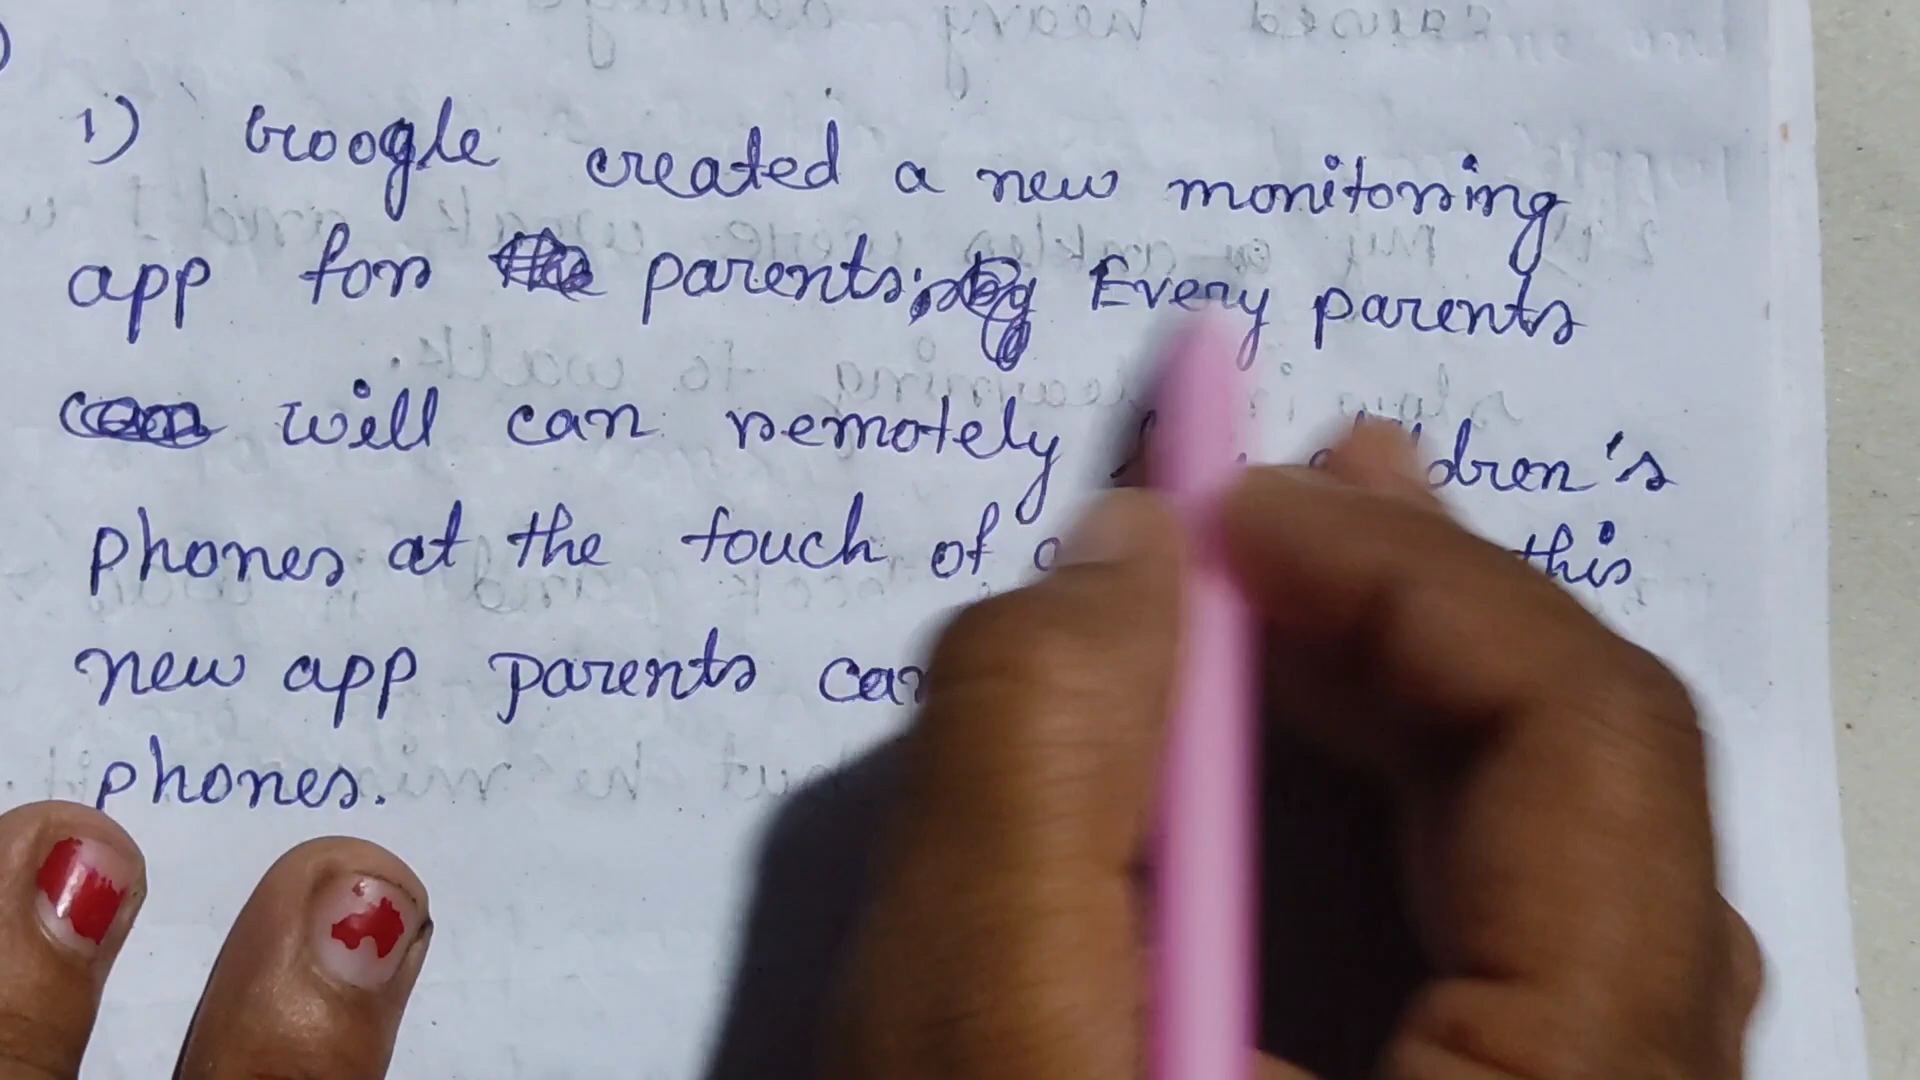 1) Google created a new monitoring
app for parents. Every parents
will can remotely
phones at the touch of this
new app parents
phones.